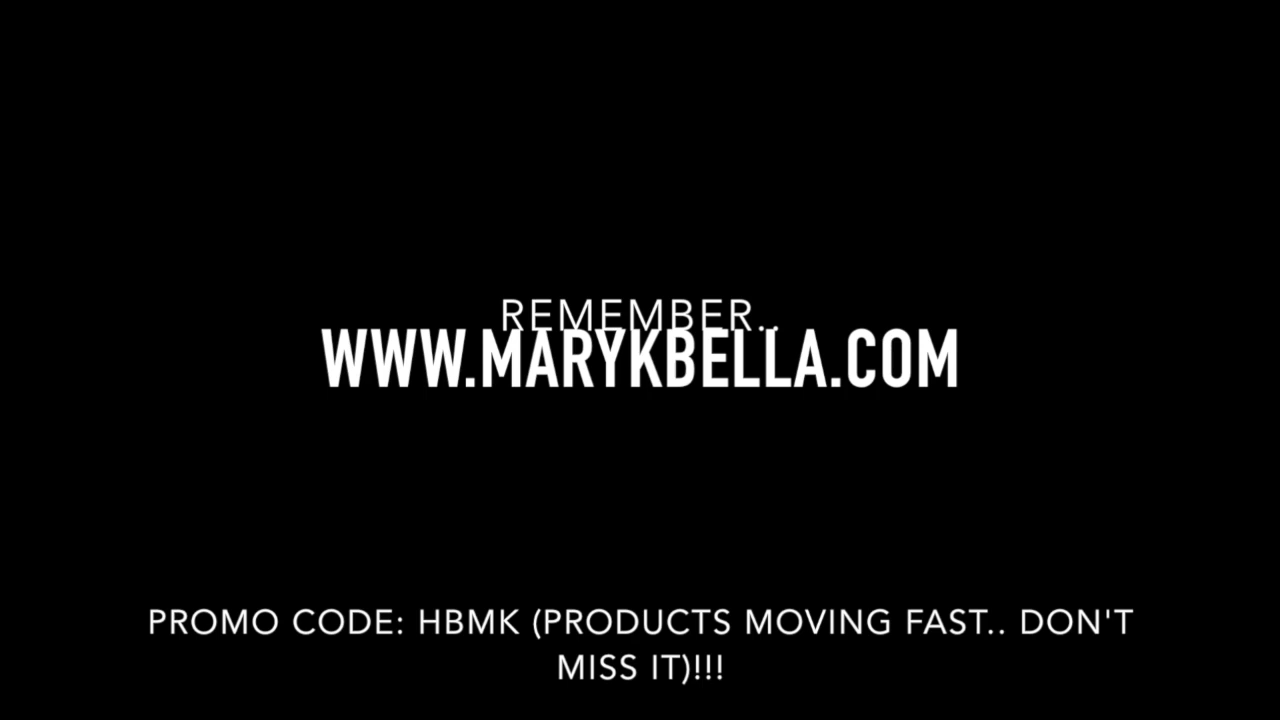 REMEMBER..
WWW.MARYKBELLA.COM
PROMO CODE: HBMK (PRODUCTS MOVING FAST.. DON'T
MISS IT)!!!